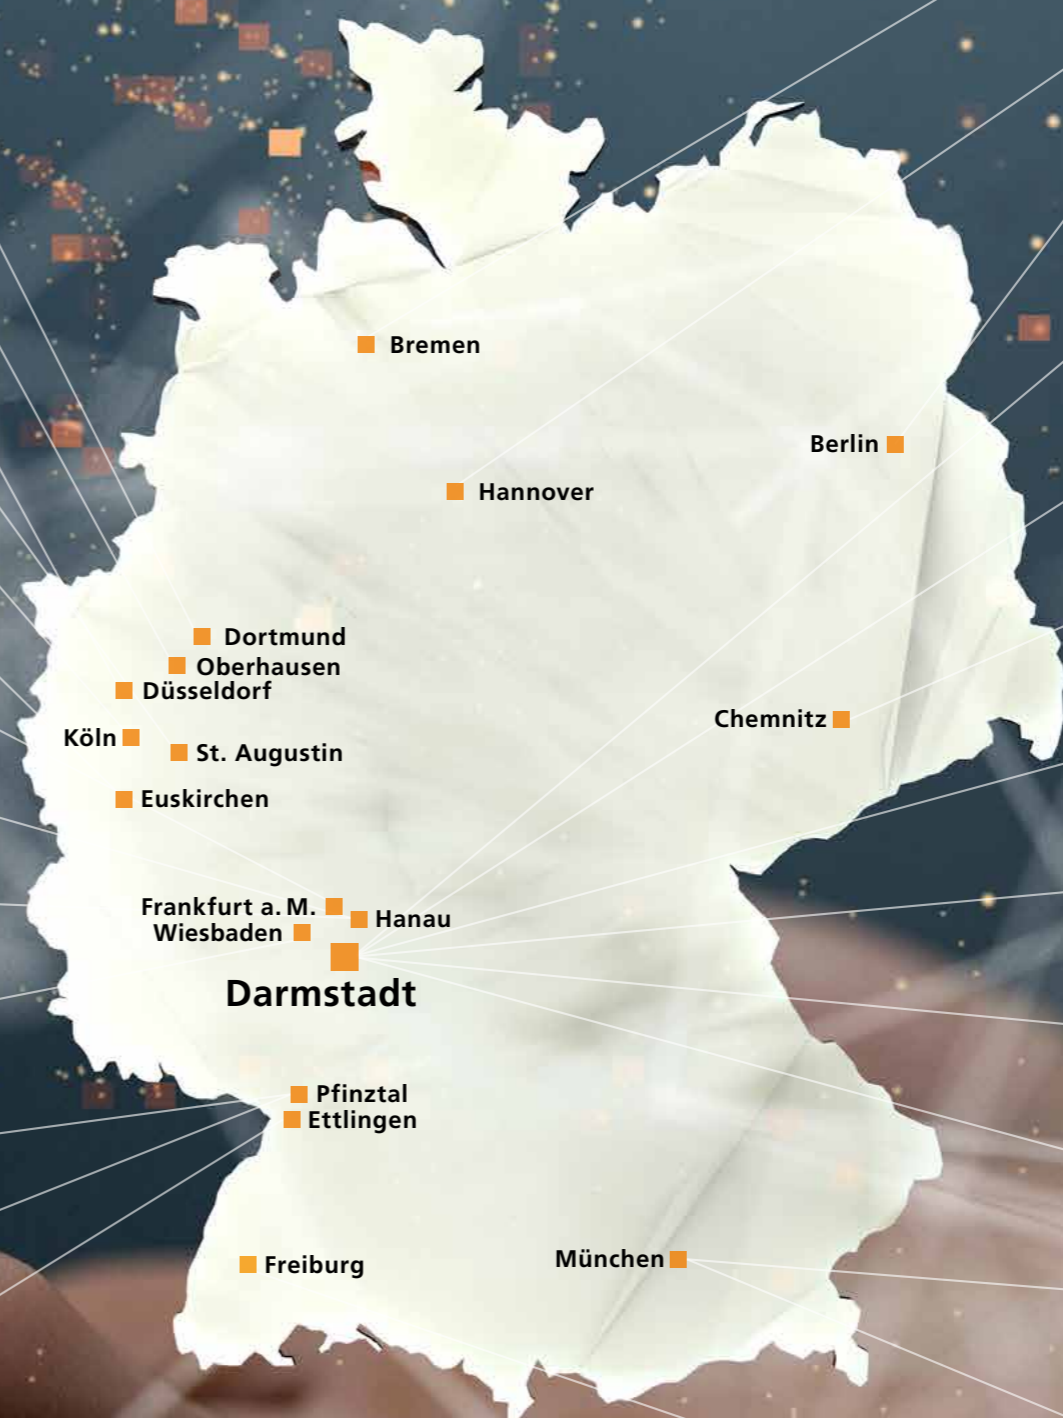 Bremen
Berlin
Hannover
Dortmund
Oberhausen
Düsseldorf
Chemnitz
Köln
St. Augustin
Euskirchen
Frankfurt a. M.
Hanau
Wiesbaden
Darmstadt
Pfinztal
Ettlingen
München
Freiburg